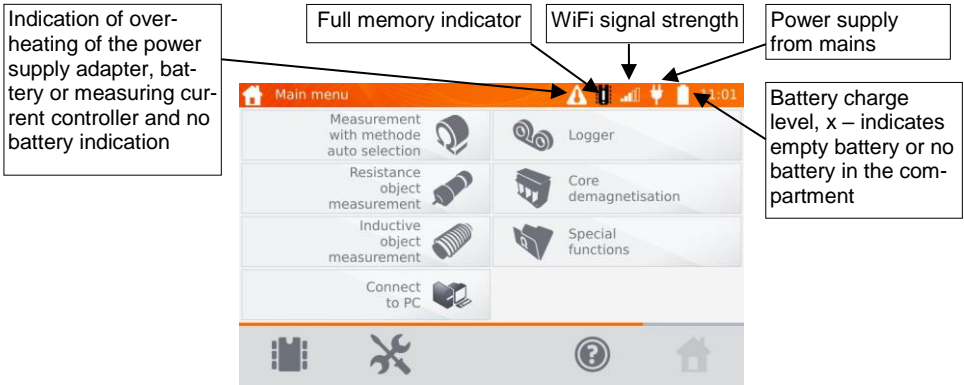 Indication of over-
heating of the power
supply adapter, bat-
tery or measuring cur-
rent controller and no
battery indication
Full memory indicator
WiFi signal strength
Power supply
from mains
Battery charge
level, x – indicates
empty battery or no
battery in the com-
partment
Main menu
11:01
Measurement
with methode
auto selection
Logger
Resistance
object
measurement
Core
demagnetisation
Inductive
object
measurement
Special
functions
Connect
to PC